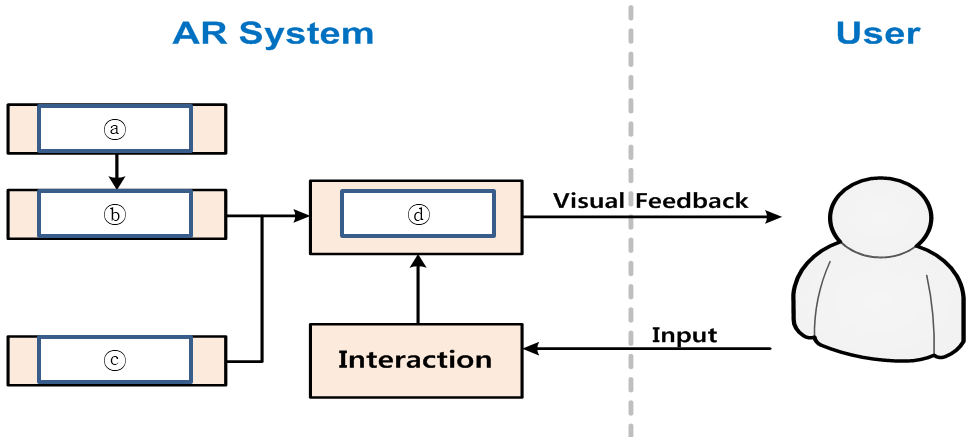 AR System
User
ⓐ
ⓑ
ⓓ
Visual Feedback
ⓒ
Interaction
Input